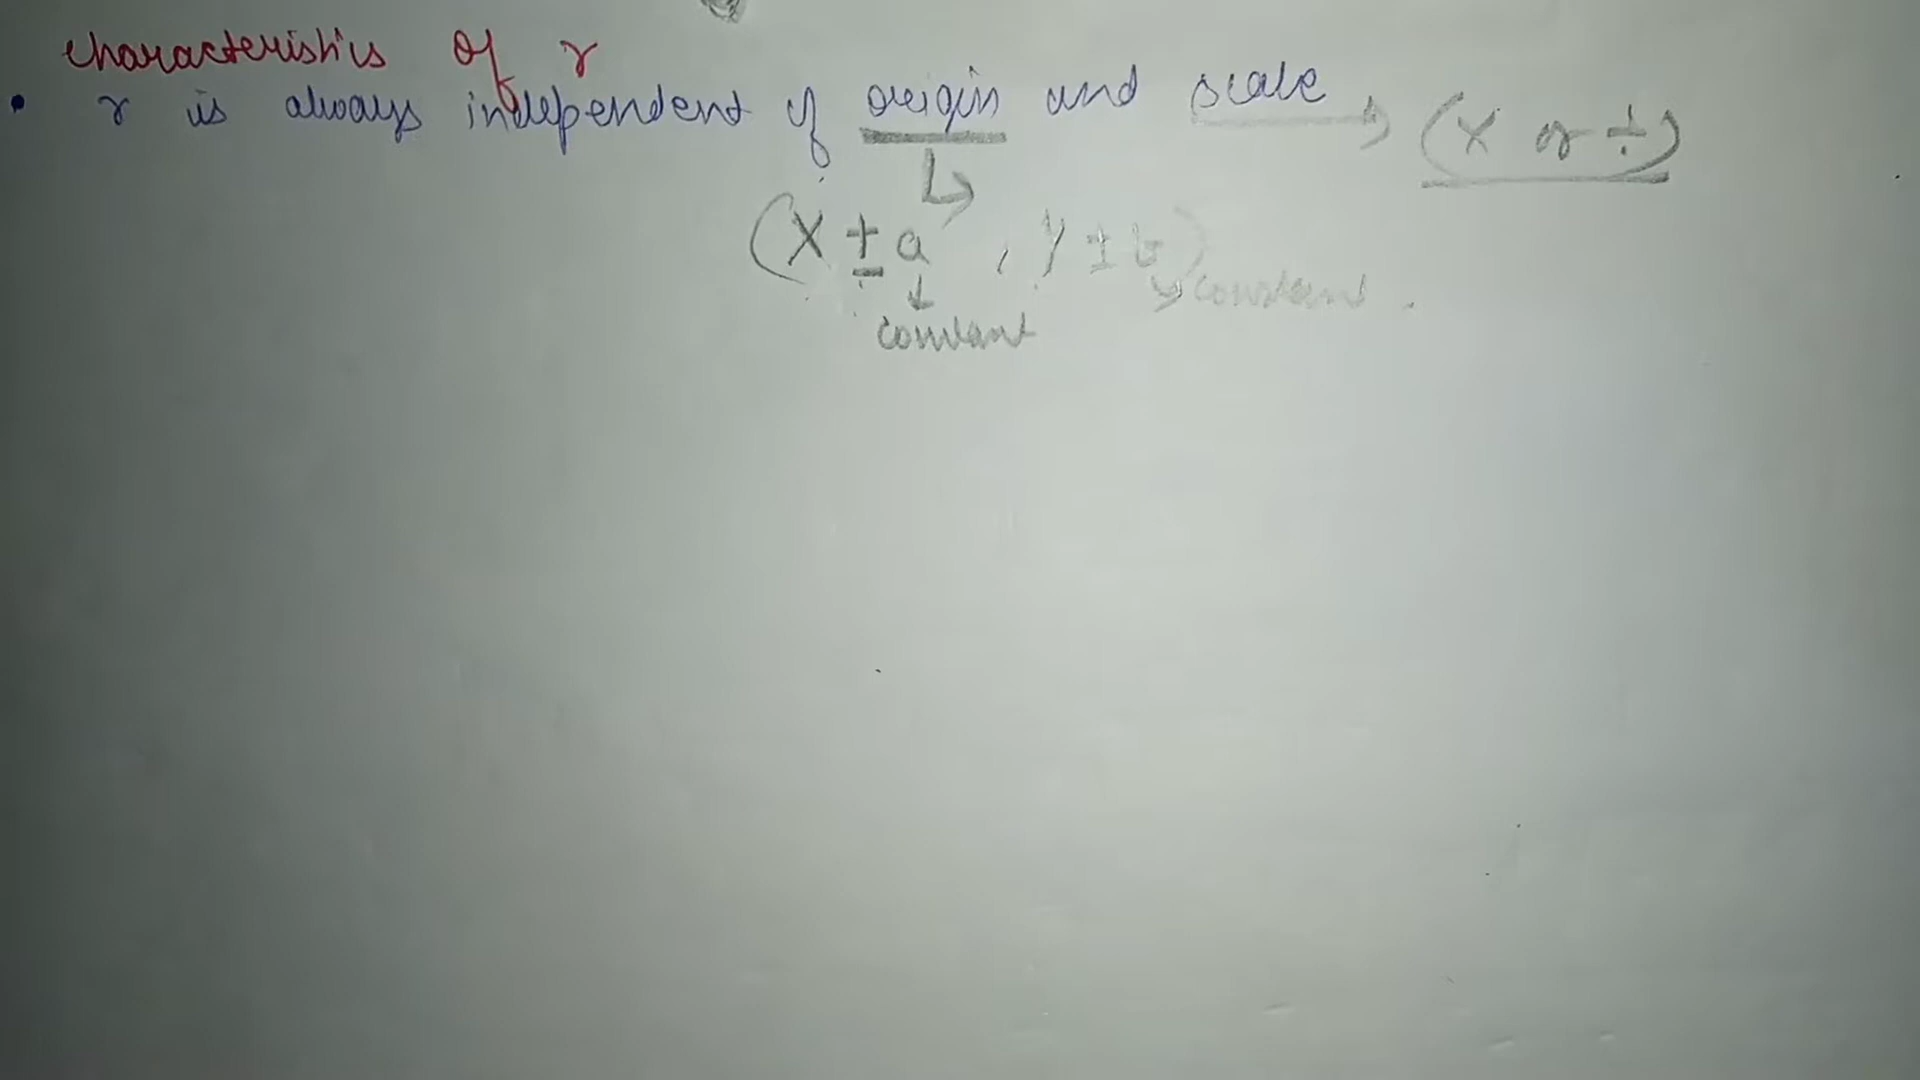 characteristics of r
• r is always independent of origin and scale → (× or ÷)
↳
(X ± a , y ± b)
↓ ↘ constant .
constant